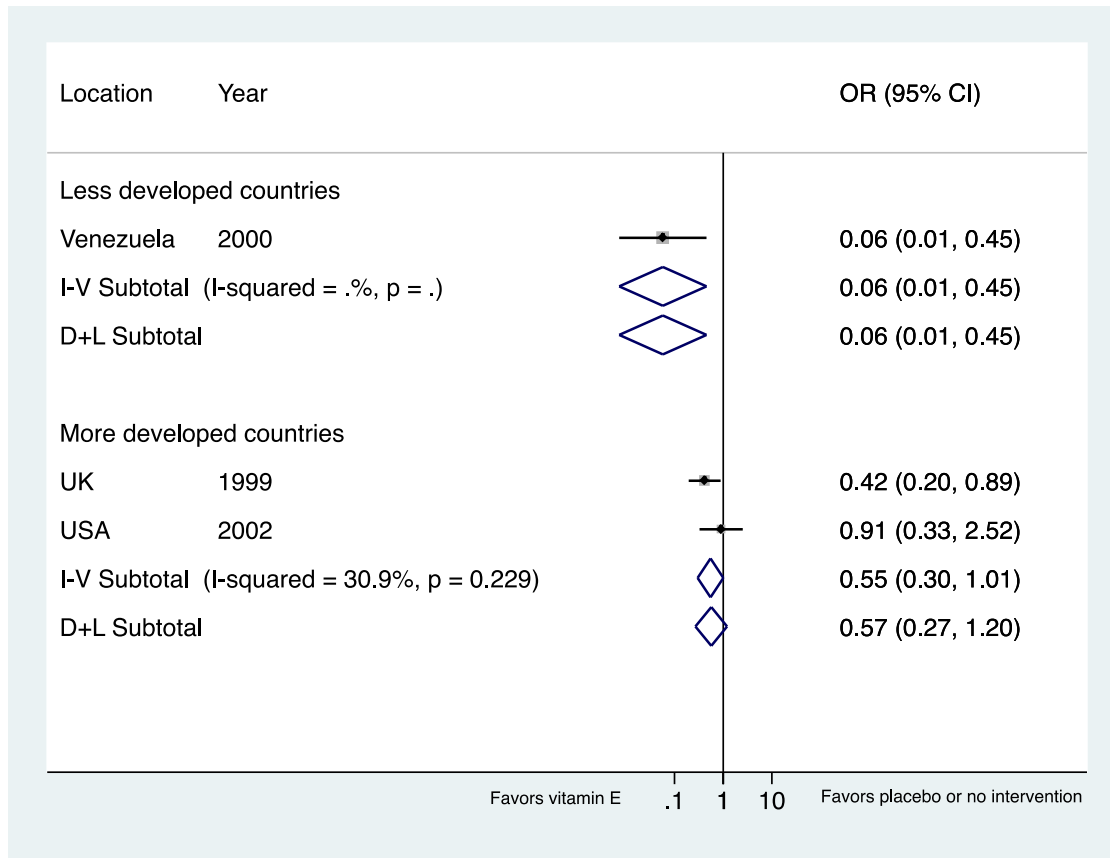 Location Year OR (95% CI)
Less developed countries
Venezuela 2000 0.06 (0.01, 0.45)
I-V Subtotal (I-squared = .%, p = .) 0.06 (0.01, 0.45)
D+L Subtotal 0.06 (0.01, 0.45)
More developed countries
UK 1999 0.42 (0.20, 0.89)
USA 2002 0.91 (0.33, 2.52)
I-V Subtotal (I-squared = 30.9%, p = 0.229) 0.55 (0.30, 1.01)
D+L Subtotal 0.57 (0.27, 1.20)
Favors vitamin E .1 1 10 Favors placebo or no intervention